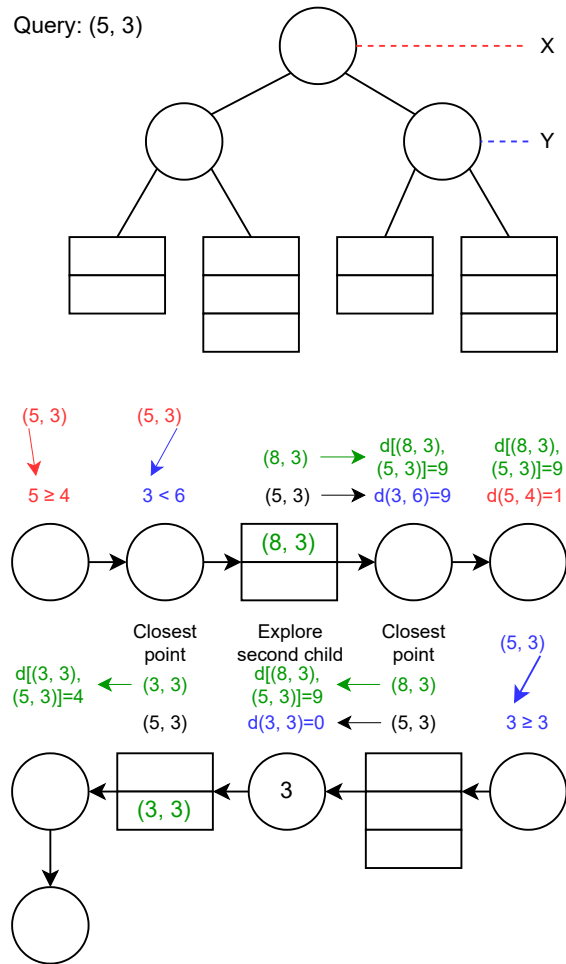 Query: (5, 3)
X
Y
(5, 3)
(5, 3)
(8, 3)
d[(8, 3),
(5, 3)]=9
d[(8, 3),
(5, 3)]=9
5 ≥ 4
3 < 6
(5, 3)
d(3, 6)=9
d(5, 4)=1
(8, 3)
Closest
point
Explore
second child
Closest
point
(5, 3)
d[(3, 3),
(5, 3)]=4
(3, 3)
d[(8, 3),
(5, 3)]=9
(8, 3)
(5, 3)
d(3, 3)=0
(5, 3)
3 ≥ 3
3
(3, 3)